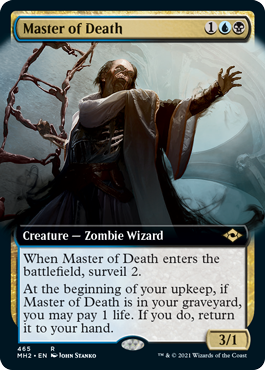 Master of Death 1
Creature — Zombie Wizard
When Master of Death enters the
battlefield, surveil 2.
At the beginning of your upkeep, if
Master of Death is in your graveyard,
you may pay 1 life. If you do, return
it to your hand.
3/1
465 R
MH2 • EN JOHN STANKO
™ & © 2021 Wizards of the Coast